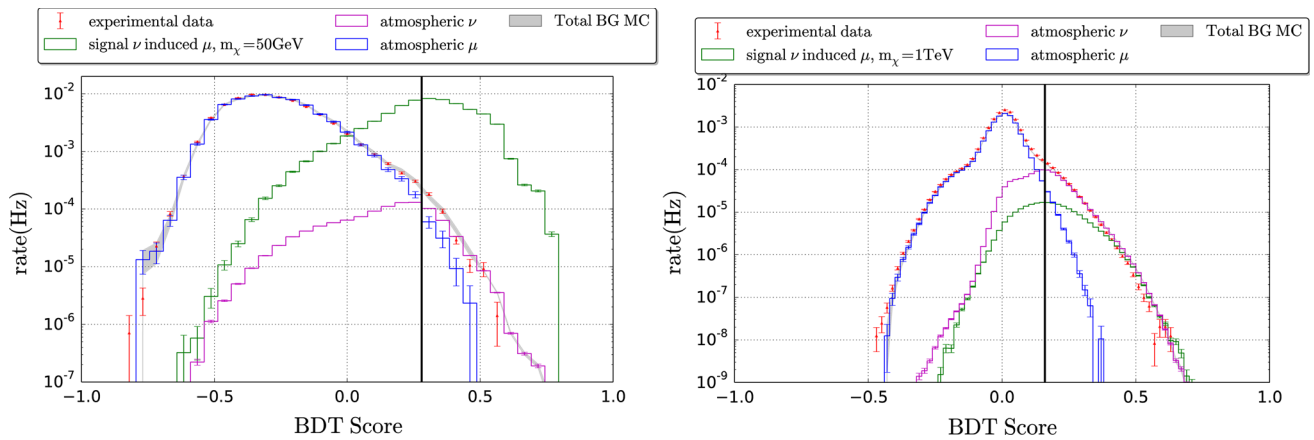 experimental data
signal ν induced μ, mχ=50GeV
atmospheric ν
atmospheric μ
Total BG MC
rate(Hz)
10⁻²
10⁻³
10⁻⁴
10⁻⁵
10⁻⁶
10⁻⁷
−1.0 −0.5 0.0 0.5 1.0
BDT Score
experimental data
signal ν induced μ, mχ=1TeV
atmospheric ν
atmospheric μ
Total BG MC
rate(Hz)
10⁻²
10⁻³
10⁻⁴
10⁻⁵
10⁻⁶
10⁻⁷
10⁻⁸
10⁻⁹
−1.0 −0.5 0.0 0.5 1.0
BDT Score